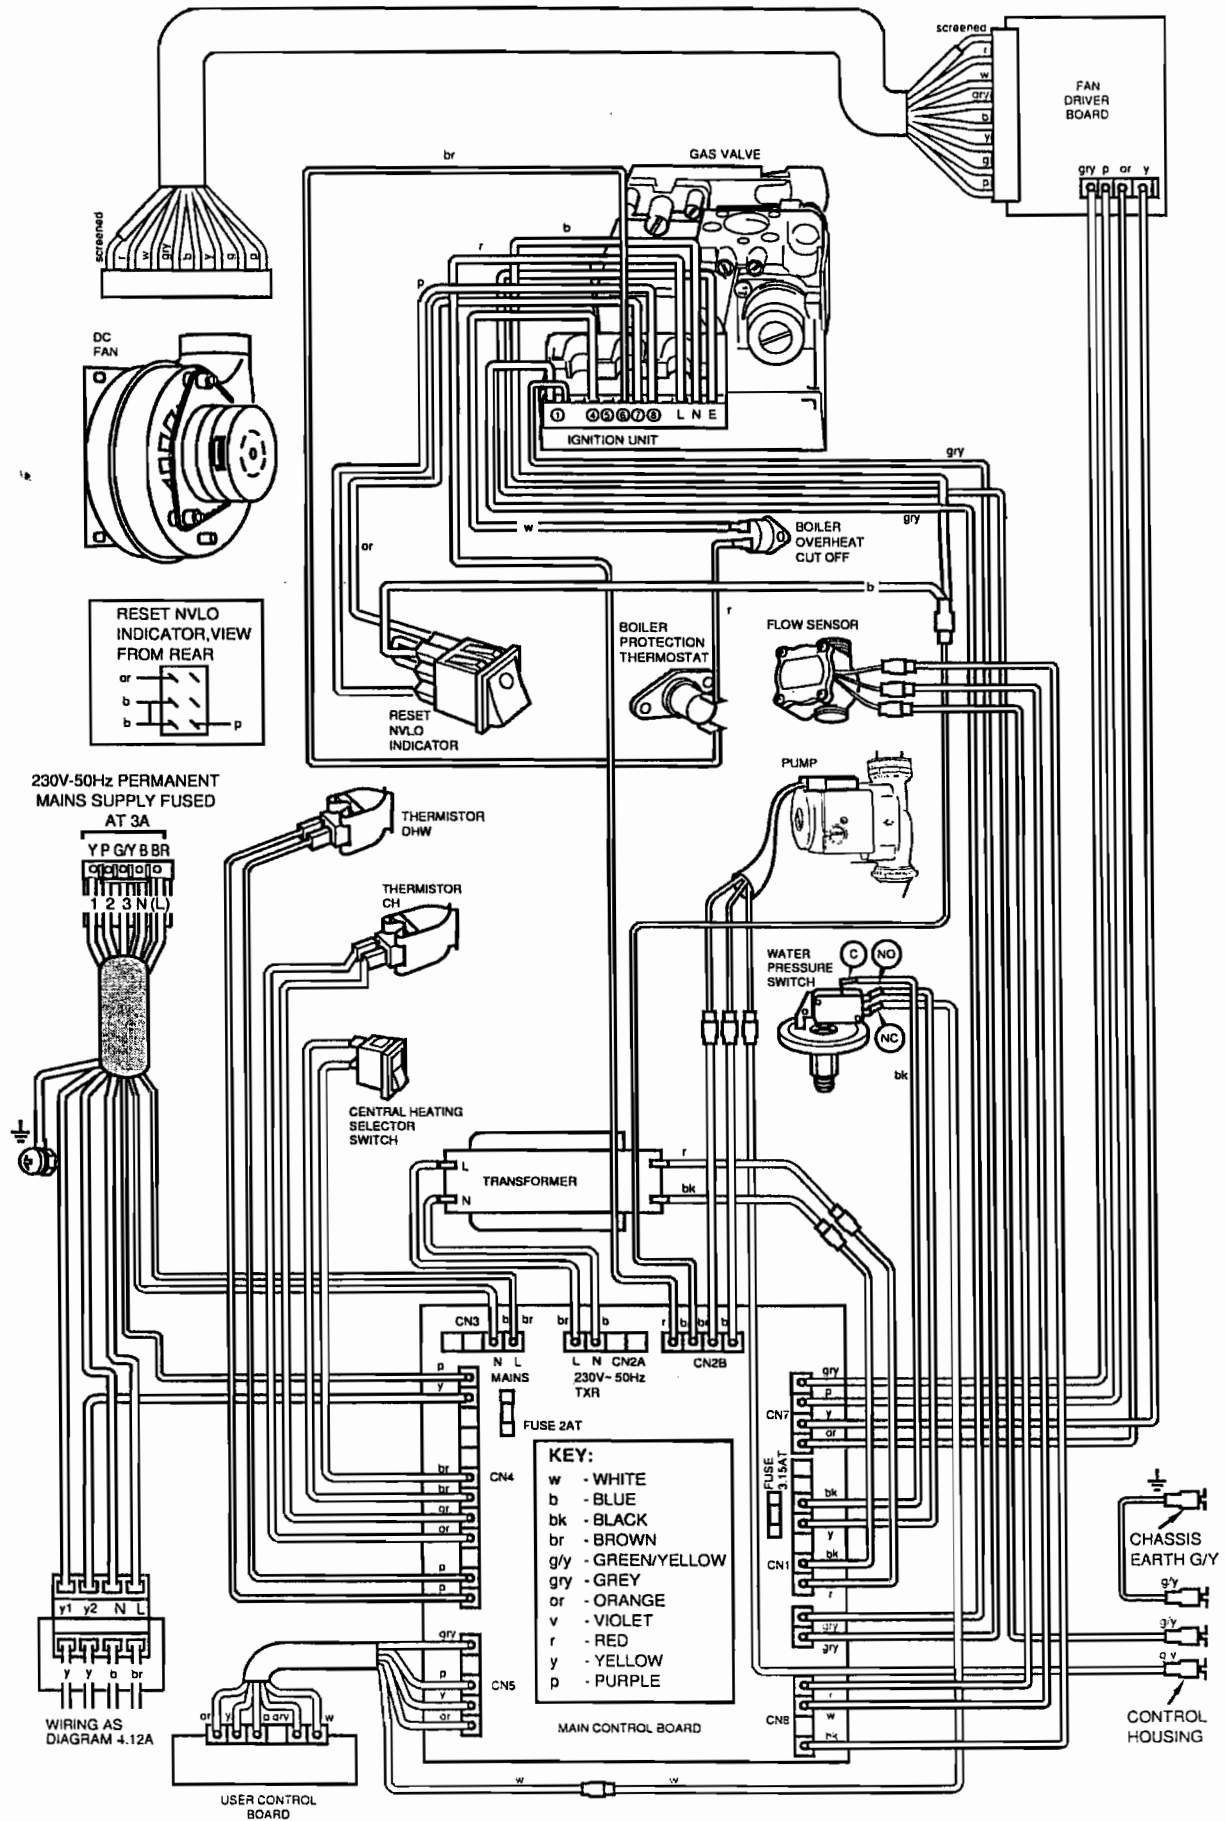 screened
r
w
gry
b
y
g
p
FAN
DRIVER
BOARD
gry p or y
br
GAS VALVE
screened
r
w
gry
b
y
g
p
b
r
p
DC
FAN
1 4 5 6 7 8 L N E
IGNITION UNIT
gry
gry
w
BOILER
OVERHEAT
CUT OFF
or
b
r
RESET NVLO
INDICATOR,VIEW
FROM REAR
or
b
b
p
BOILER
PROTECTION
THERMOSTAT
FLOW SENSOR
RESET
NVLO
INDICATOR
230V-50Hz PERMANENT
MAINS SUPPLY FUSED
AT 3A
Y P G/Y B BR
1 2 3 N (L)
THERMISTOR
DHW
PUMP
THERMISTOR
CH
WATER
PRESSURE
SWITCH
C
NO
NC
bk
CENTRAL HEATING
SELECTOR
SWITCH
L
TRANSFORMER
N
r
bk
CN3
b
br
br
b
r
b
b
N L
MAINS
L N CN2A
230V~ 50Hz
TXR
CN2B
p
y
FUSE 2AT
br
CN4
br
or
or
p
p
KEY:
w - WHITE
b - BLUE
bk - BLACK
br - BROWN
g/y - GREEN/YELLOW
gry - GREY
or - ORANGE
v - VIOLET
r - RED
y - YELLOW
p - PURPLE
MAIN CONTROL BOARD
gry
p
y
or
CN5
gry
p
CN7
y
or
FUSE
3.15AT
bk
y
bk
CN1
r
gry
gry
r
CN8
w
bk
CHASSIS
EARTH G/Y
g/y
g/y
g/y
CONTROL
HOUSING
y1 y2 N L
y y b br
WIRING AS
DIAGRAM 4.12A
or
y
p
gry
w
USER CONTROL
BOARD
w
w